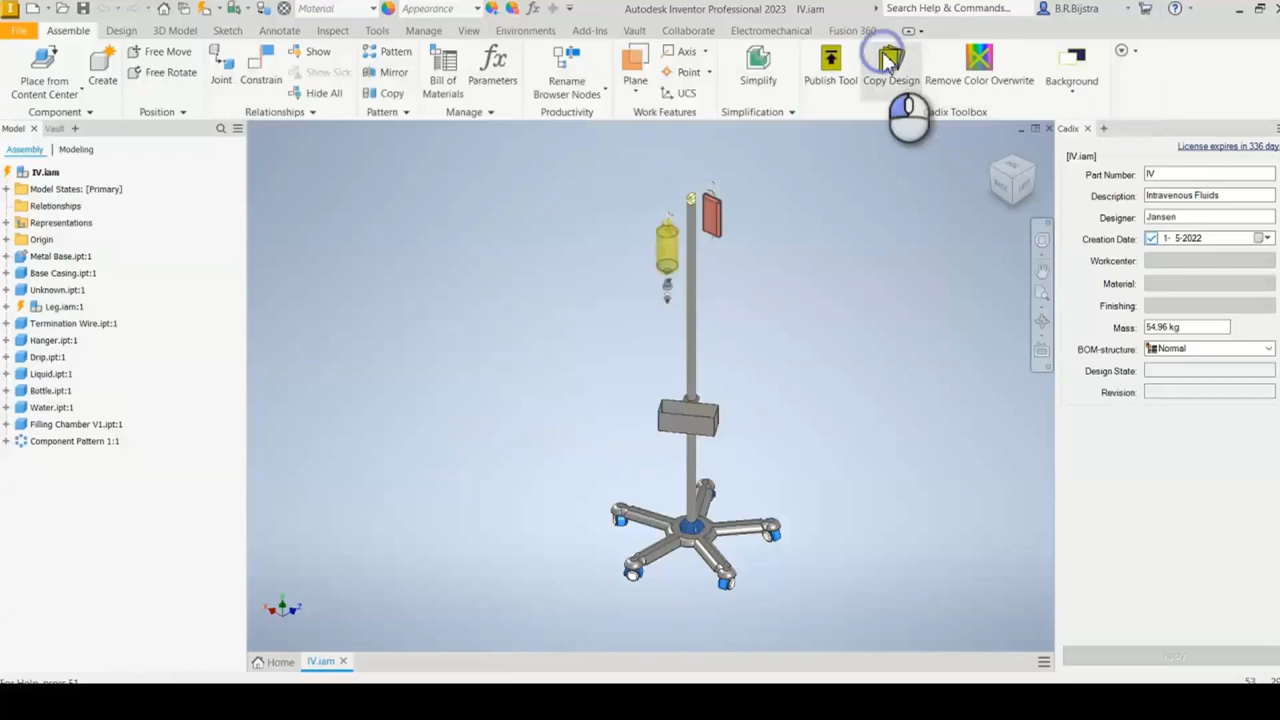 Material
Appearance
Autodesk Inventor Professional 2023 IV.iam
Search Help & Commands...
B.R.Bijstra
File Assemble Design 3D Model Sketch Annotate Inspect Tools Manage View Environments Add-Ins Vault Collaborate Electromechanical Fusion 360
Free Move Show Pattern Axis
Free Rotate Show Sick Mirror Point
Hide All Copy UCS
Place from
Content Center
Create
Joint
Constrain
Bill of
Materials
Parameters
Rename
Browser Nodes
Plane
Simplify
Publish Tool
Copy Design
Remove Color Overwrite
Background
Component Relationships Pattern Manage Productivity Work Features Simplification Cadix Toolbox
Model Vault
Assembly Modeling
IV.iam
Model States: [Primary]
Relationships
Representations
Origin
Metal Base.ipt:1
Base Casing.ipt:1
Unknown.ipt:1
Leg.iam:1
Termination Wire.ipt:1
Hanger.ipt:1
Drip.ipt:1
Liquid.ipt:1
Bottle.ipt:1
Water.ipt:1
Filling Chamber V1.ipt:1
Component Pattern 1:1
Cadix
License expires in 336 day
[IV.iam]
Part Number: IV
Description: Intravenous Fluids
Designer: Jansen
Creation Date: 1- 5-2022
Workcenter:
Material:
Finishing:
Mass: 54,96 kg
BOM-structure: Normal
Design State:
Revision:
Home IV.iam
For Help, press F1
53